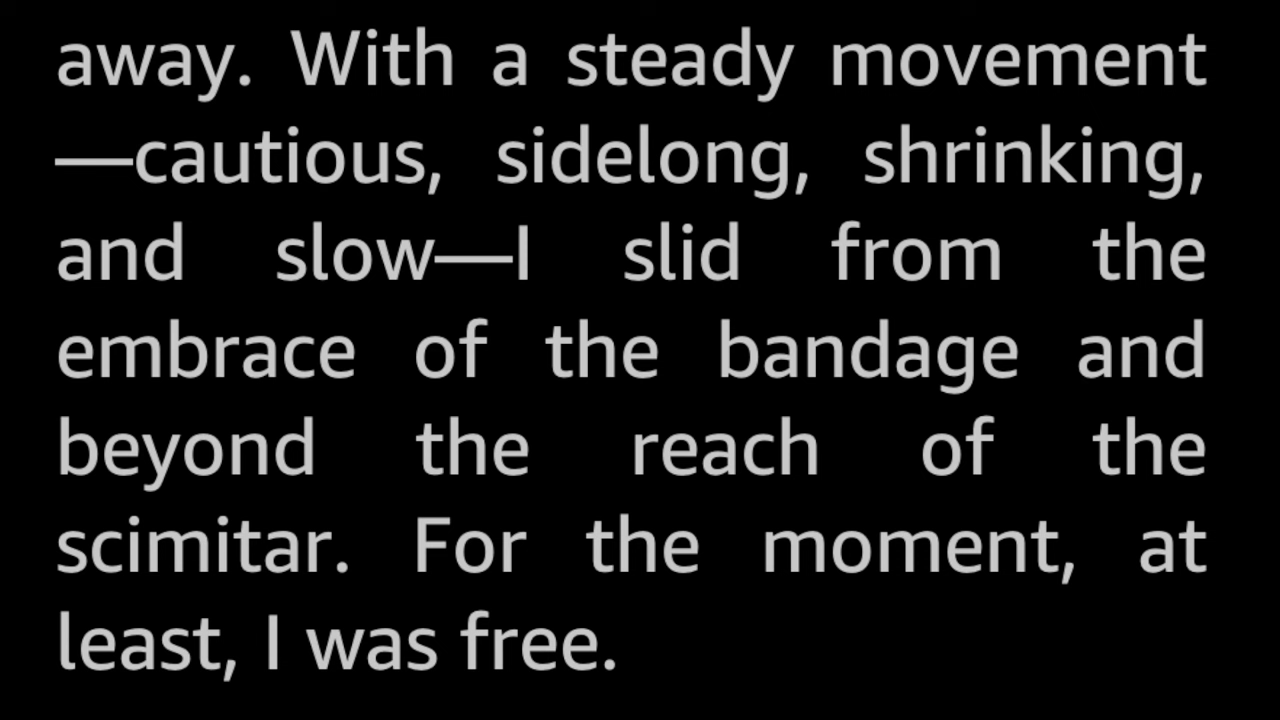 away. With a steady movement
—cautious, sidelong, shrinking,
and slow—I slid from the
embrace of the bandage and
beyond the reach of the
scimitar. For the moment, at
least, I was free.